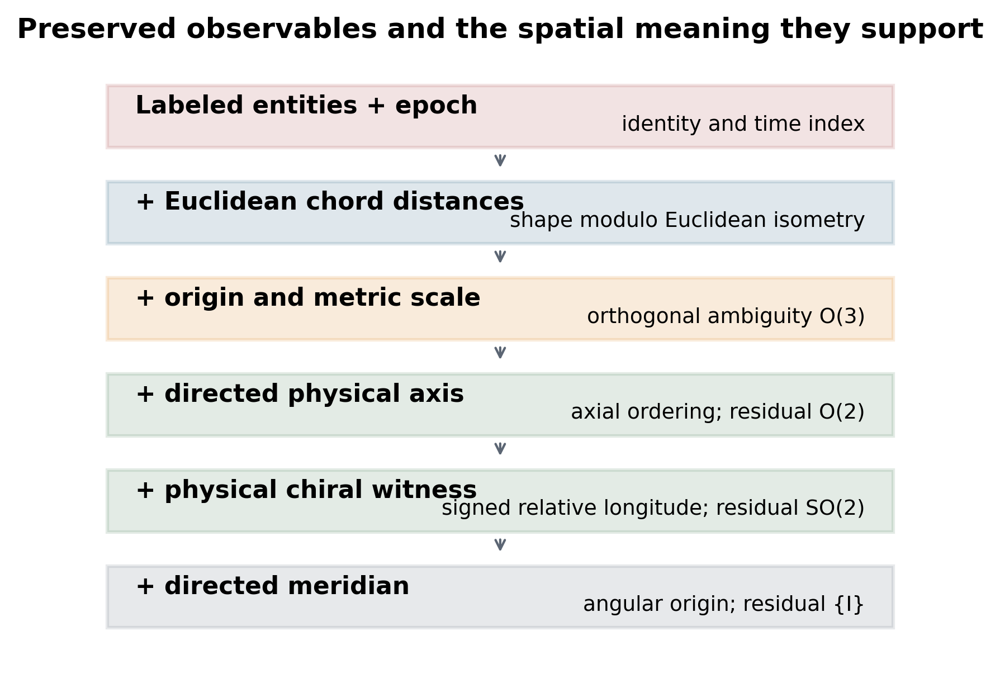 Preserved observables and the spatial meaning they support
Labeled entities + epoch
identity and time index
+ Euclidean chord distances
shape modulo Euclidean isometry
+ origin and metric scale
orthogonal ambiguity O(3)
+ directed physical axis
axial ordering; residual O(2)
+ physical chiral witness
signed relative longitude; residual SO(2)
+ directed meridian
angular origin; residual {I}